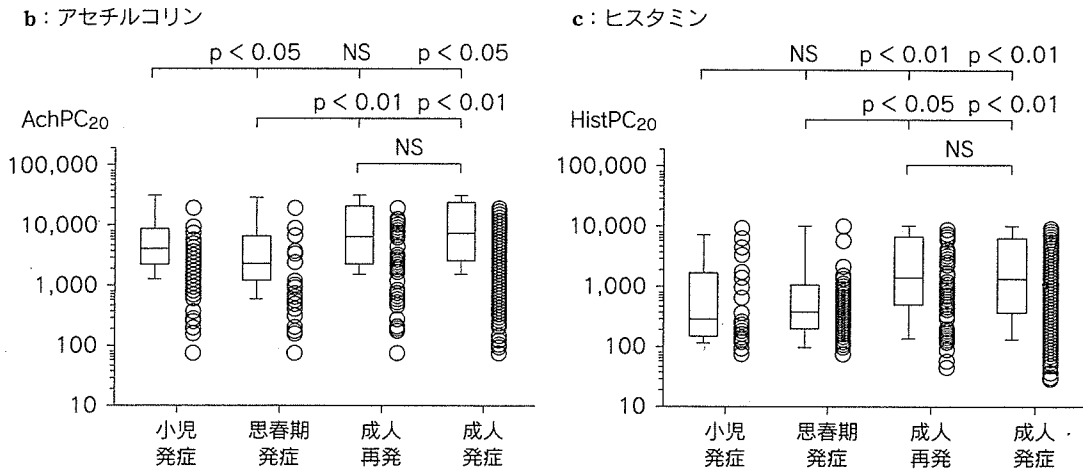 b：アセチルコリン
p < 0.05 NS p < 0.05
p < 0.01 p < 0.01
AchPC20
NS
100,000
10,000
1,000
100
10
小児発症
思春期発症
成人再発
成人発症
c：ヒスタミン
NS p < 0.01 p < 0.01
p < 0.05 p < 0.01
HistPC20
NS
100,000
10,000
1,000
100
10
小児発症
思春期発症
成人再発
成人発症